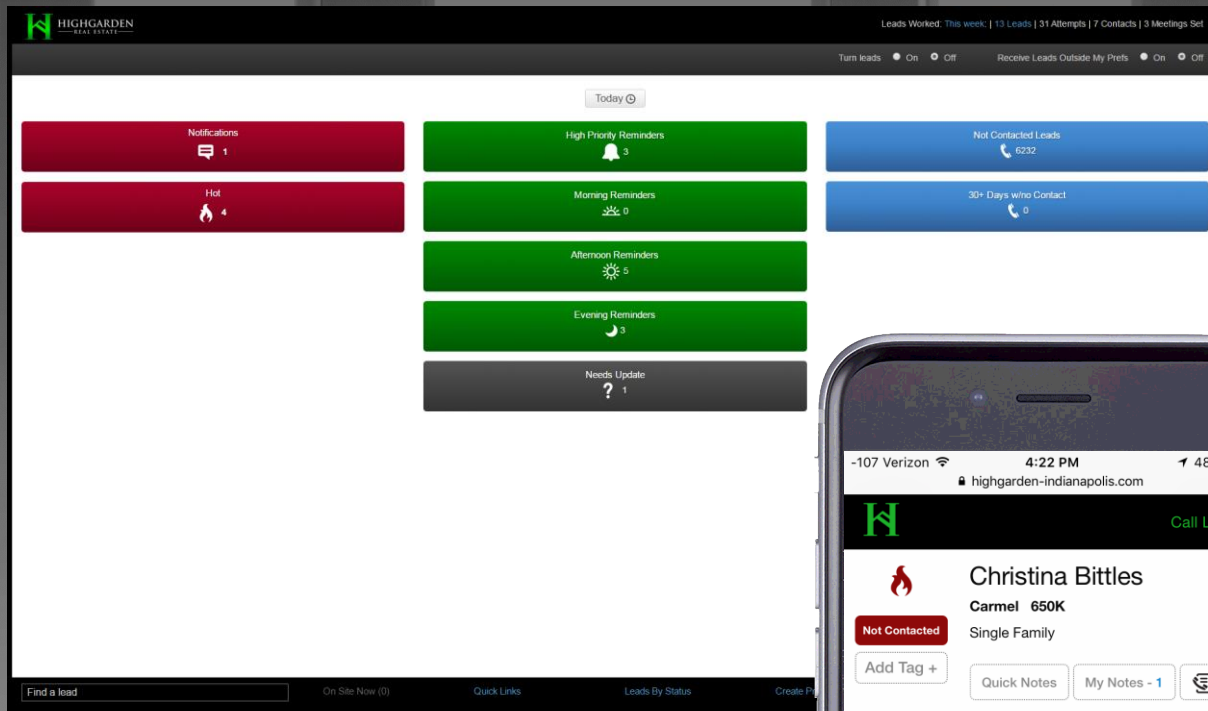 HIGHGARDEN
REAL ESTATE
Leads Worked: This week: | 13 Leads | 31 Attempts | 7 Contacts | 3 Meetings Set
Turn leads On Off Receive Leads Outside My Prefs On Off
Today
Notifications
1
High Priority Reminders
3
Not Contacted Leads
6232
Hot
4
Morning Reminders
0
30+ Days w/no Contact
0
Afternoon Reminders
5
Evening Reminders
3
Needs Update
? 1
-107 Verizon 4:22 PM 48
highgarden-indianapolis.com
Call L
Christina Bittles
Carmel 650K
Not Contacted
Single Family
Add Tag +
Quick Notes My Notes - 1
Find a lead On Site Now (0) Quick Links Leads By Status Create Pr